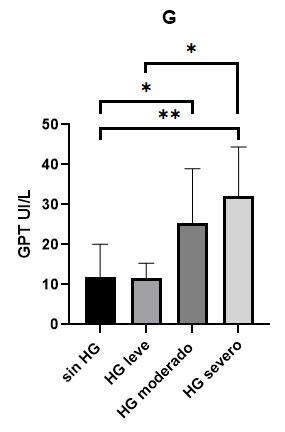 G
*
*
**
50
40
30
20
10
0
GPT UI/L
sin HG
HG leve
HG moderado
HG severo